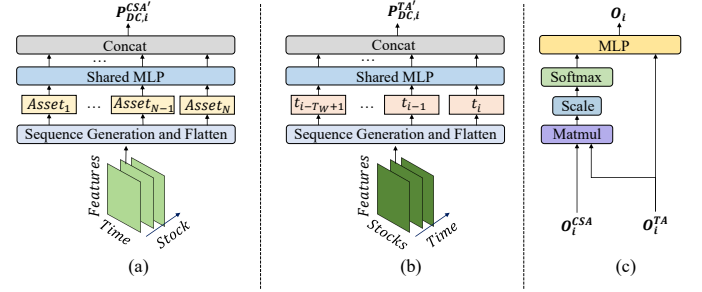 P^{CSA'}_{DC,i}
Concat
...
Shared MLP
Asset_1 ... Asset_{N-1} Asset_N
Sequence Generation and Flatten
Features
Time
Stock
(a)
P^{TA'}_{DC,i}
Concat
...
Shared MLP
t_{i-T_W+1} ... t_{i-1} t_i
Sequence Generation and Flatten
Features
Stocks
Time
(b)
O_i
MLP
Softmax
Scale
Matmul
O_i^{CSA} O_i^{TA}
(c)